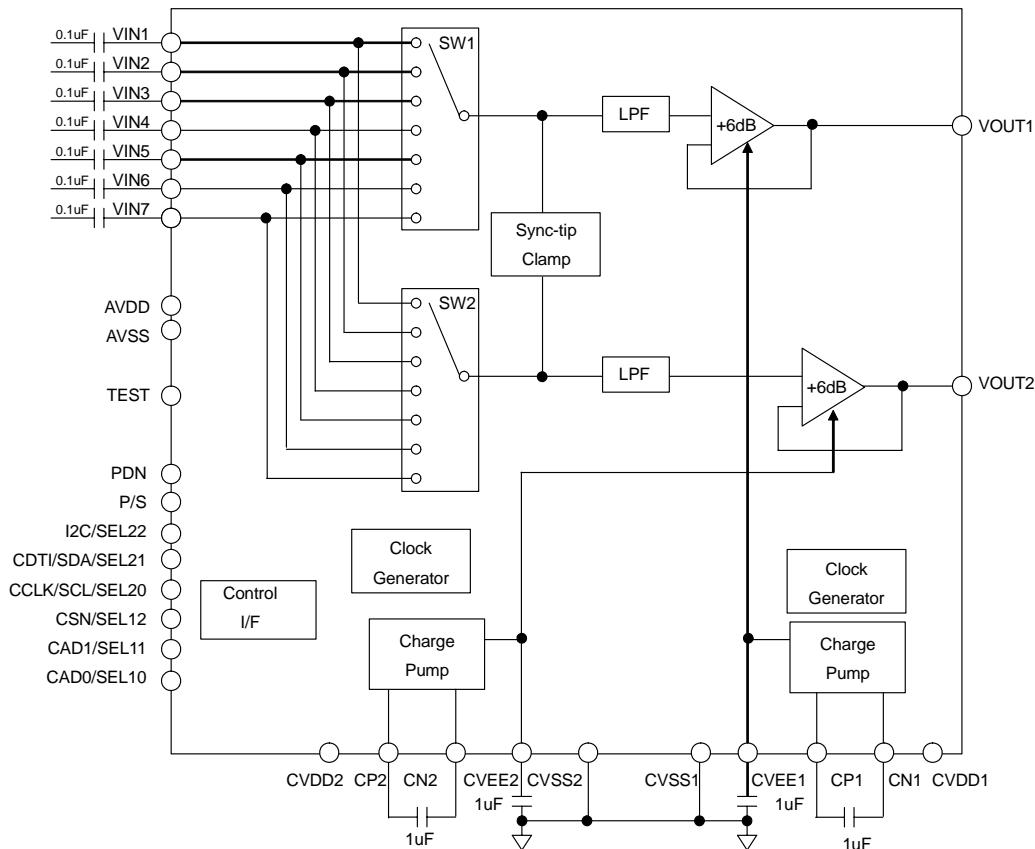 0.1uF VIN1
0.1uF VIN2
0.1uF VIN3
0.1uF VIN4
0.1uF VIN5
0.1uF VIN6
0.1uF VIN7
SW1
LPF
+6dB
VOUT1
Sync-tip
Clamp
AVDD
AVSS
SW2
LPF
+6dB
VOUT2
TEST
PDN
P/S
I2C/SEL22
CDTI/SDA/SEL21
CCLK/SCL/SEL20
CSN/SEL12
CAD1/SEL11
CAD0/SEL10
Control
I/F
Clock
Generator
Charge
Pump
Clock
Generator
Charge
Pump
CVDD2 CP2 CN2 CVEE2 CVSS2 CVSS1 CVEE1 CP1 CN1 CVDD1
1uF 1uF
1uF 1uF